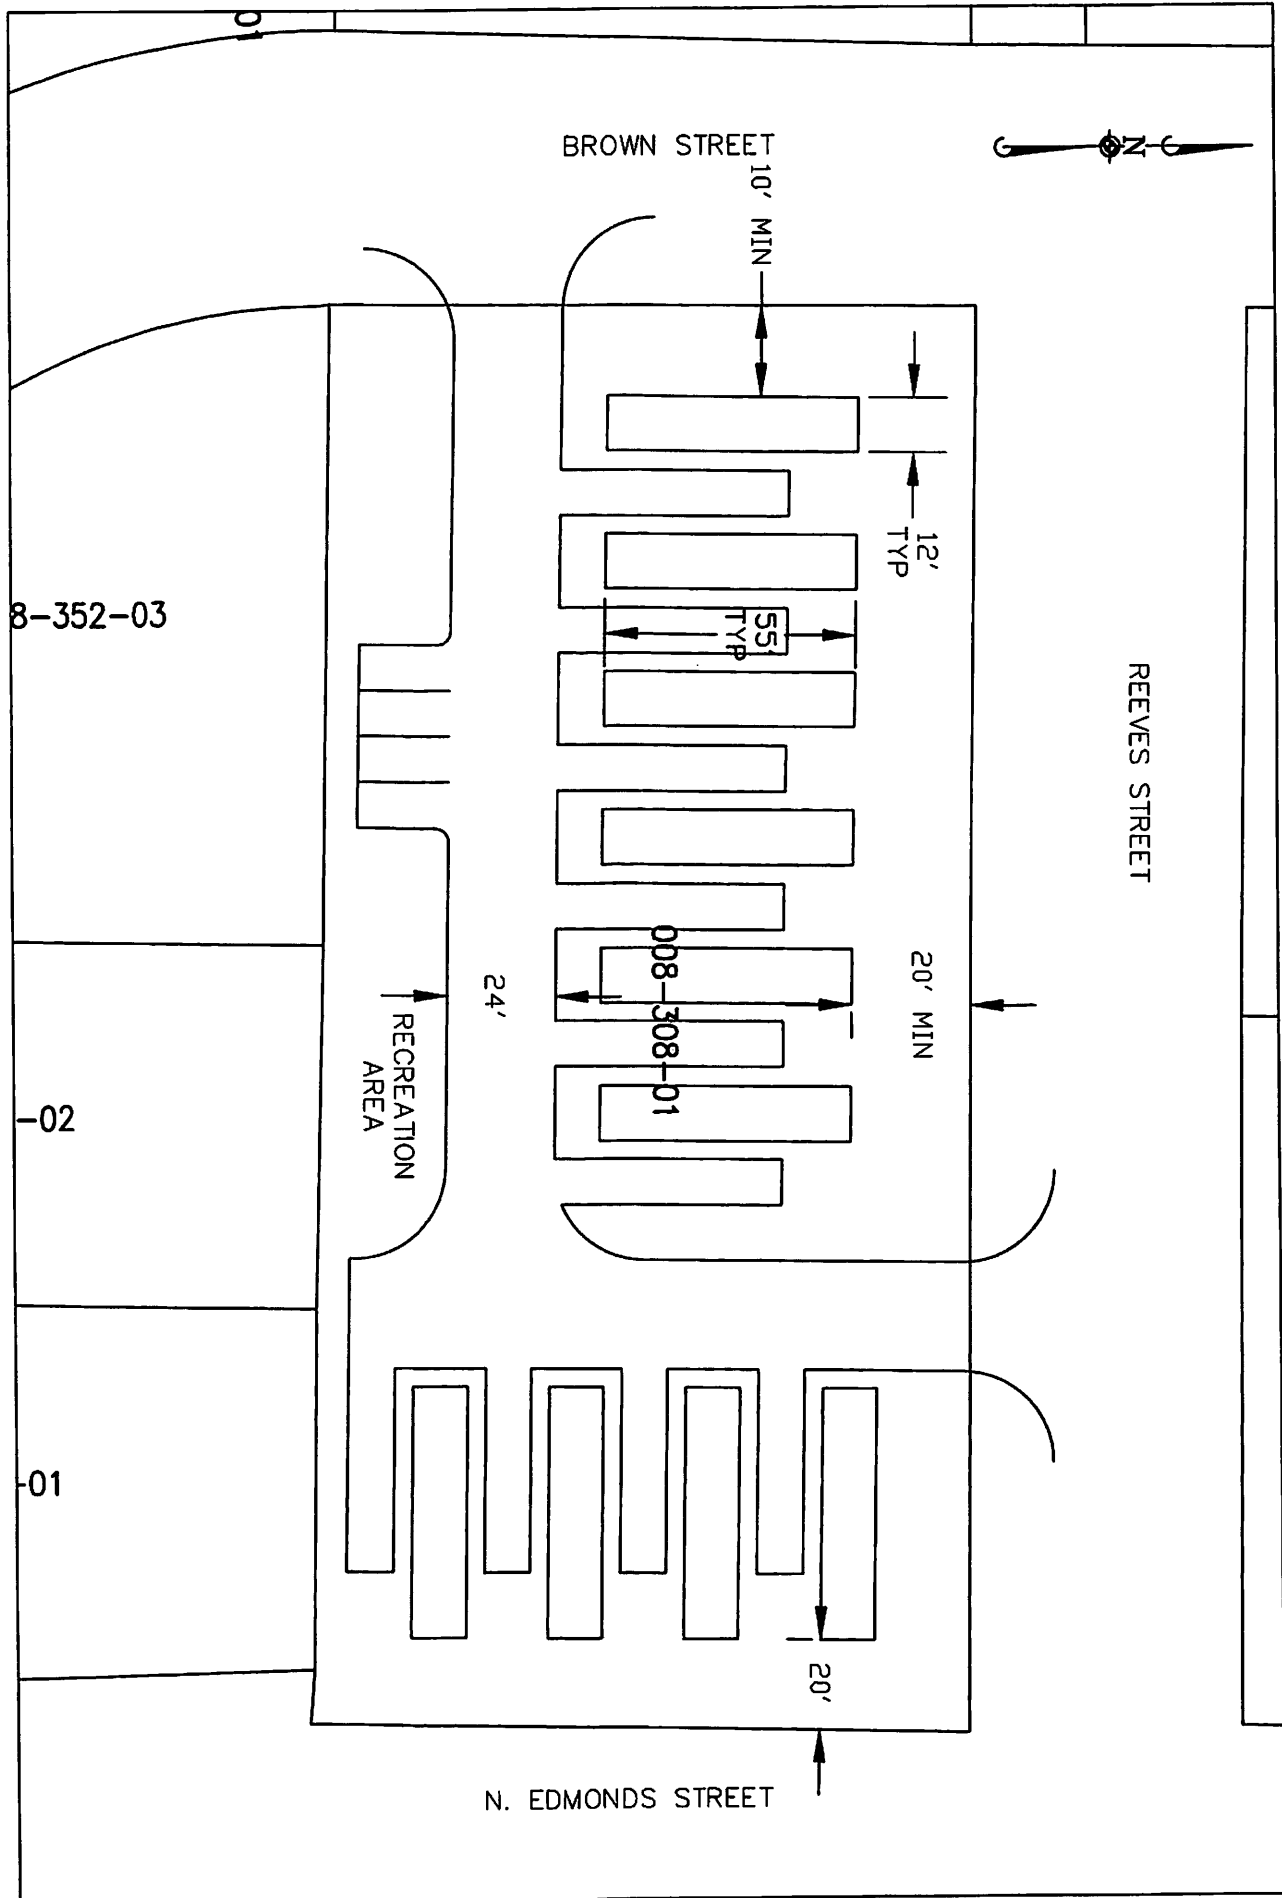 01
BROWN STREET
N
10' MIN
12'
TYP
8-352-03
55'
TYP
REEVES STREET
20' MIN
008-308-01
24'
RECREATION
AREA
-02
-01
20'
N. EDMONDS STREET